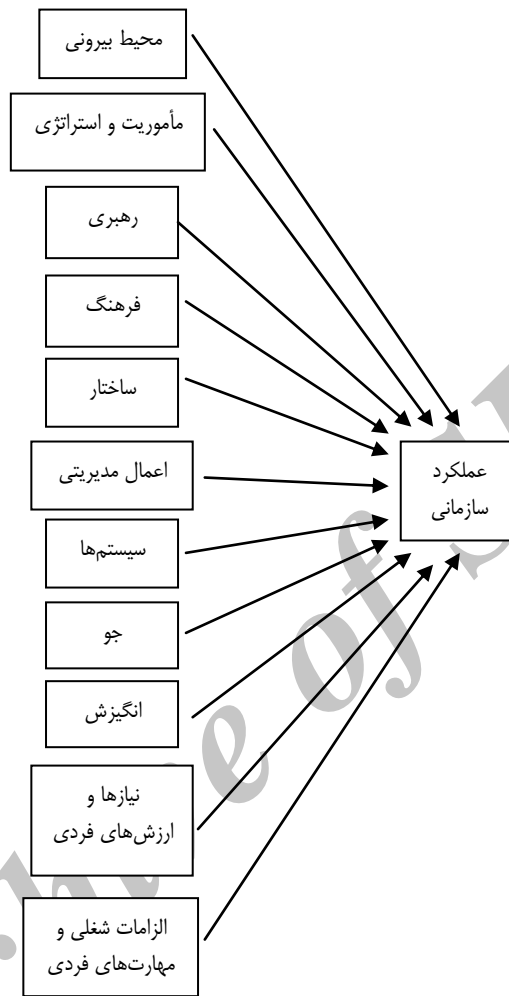 محیط بیرونی
مأموریت و استراتژی
رهبری
فرهنگ
ساختار
اعمال مدیریتی
عملکرد
سازمانی
سیستم‌ها
جو
انگیزش
نیازها و
ارزش‌های فردی
الزامات شغلی و
مهارت‌های فردی
of